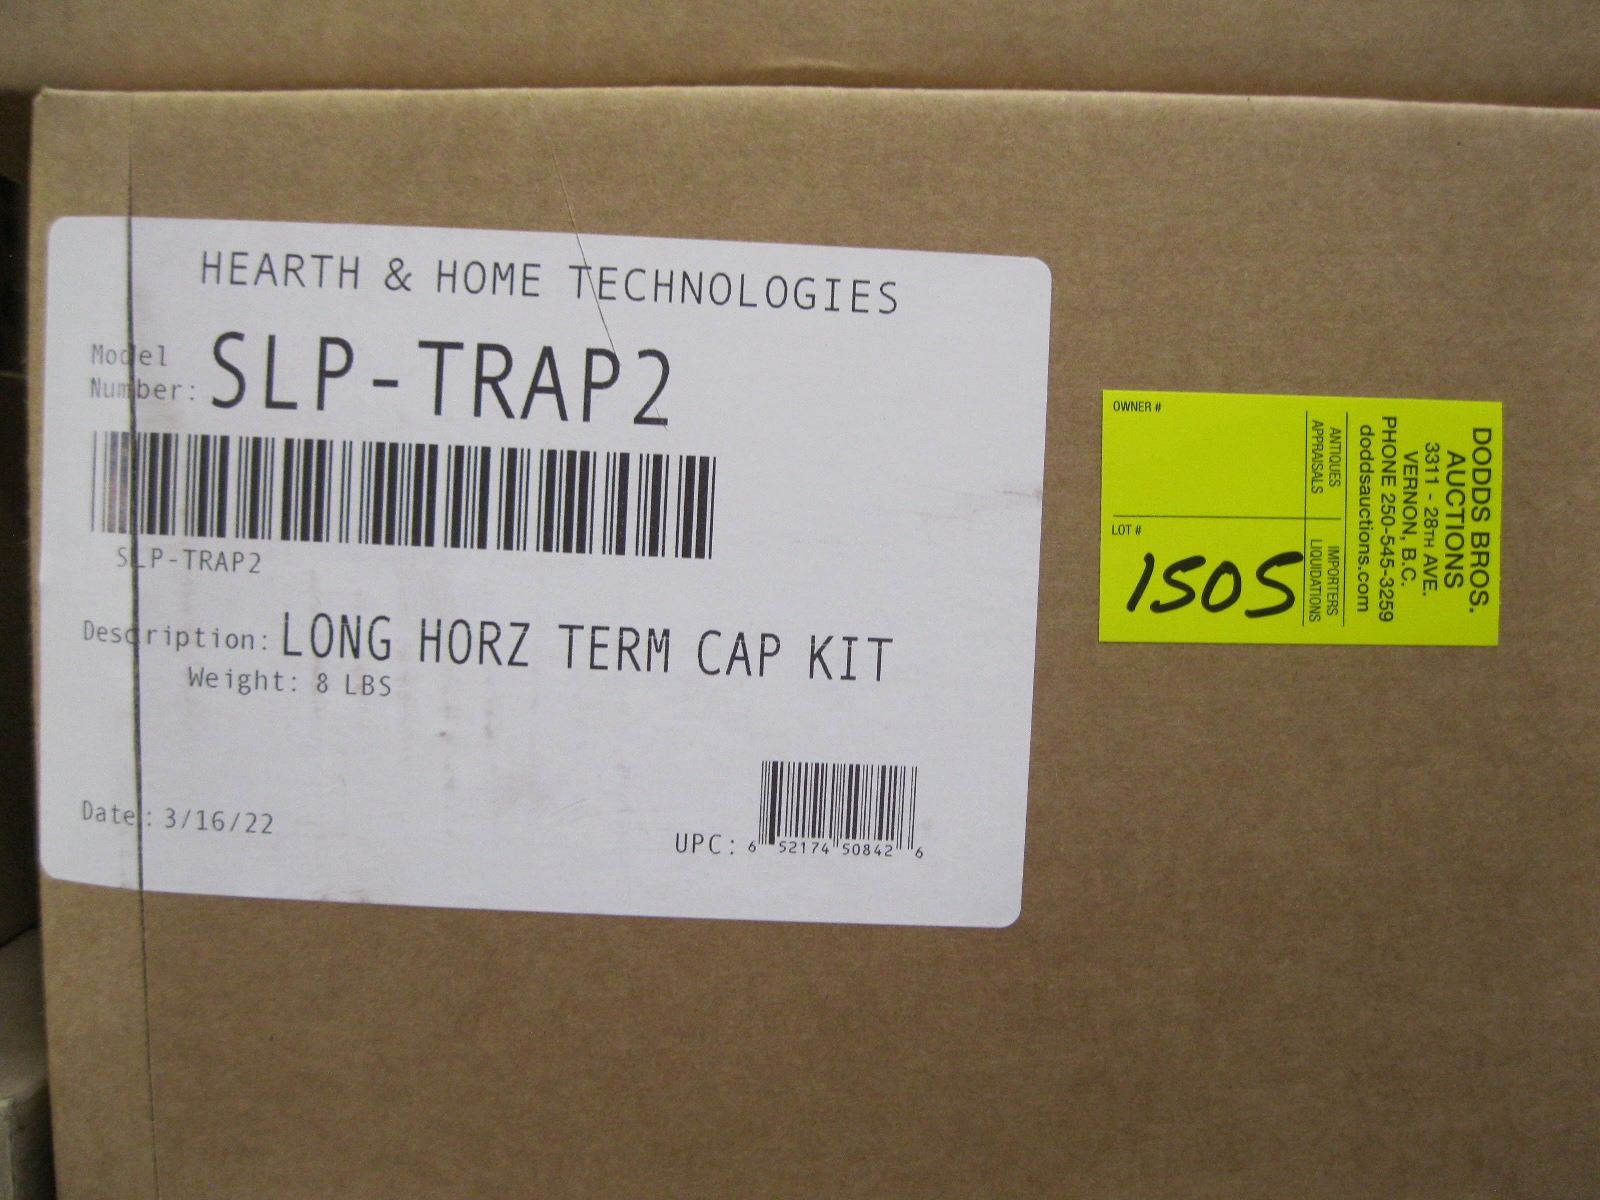 HEARTH & HOME TECHNOLOGIES
Model
Number: SLP-TRAP2
SLP-TRAP2
Description: LONG HORZ TERM CAP KIT
Weight: 8 LBS
Date: 3/16/22
UPC: 6 52174 50842 6
DODDS BROS.
AUCTIONS
3311 - 28TH AVE.
VERNON, B.C.
PHONE 250-545-3259
doddsauctions.com
ANTIQUES IMPORTERS
APPRAISALS LIQUIDATIONS
OWNER #
LOT #
1505